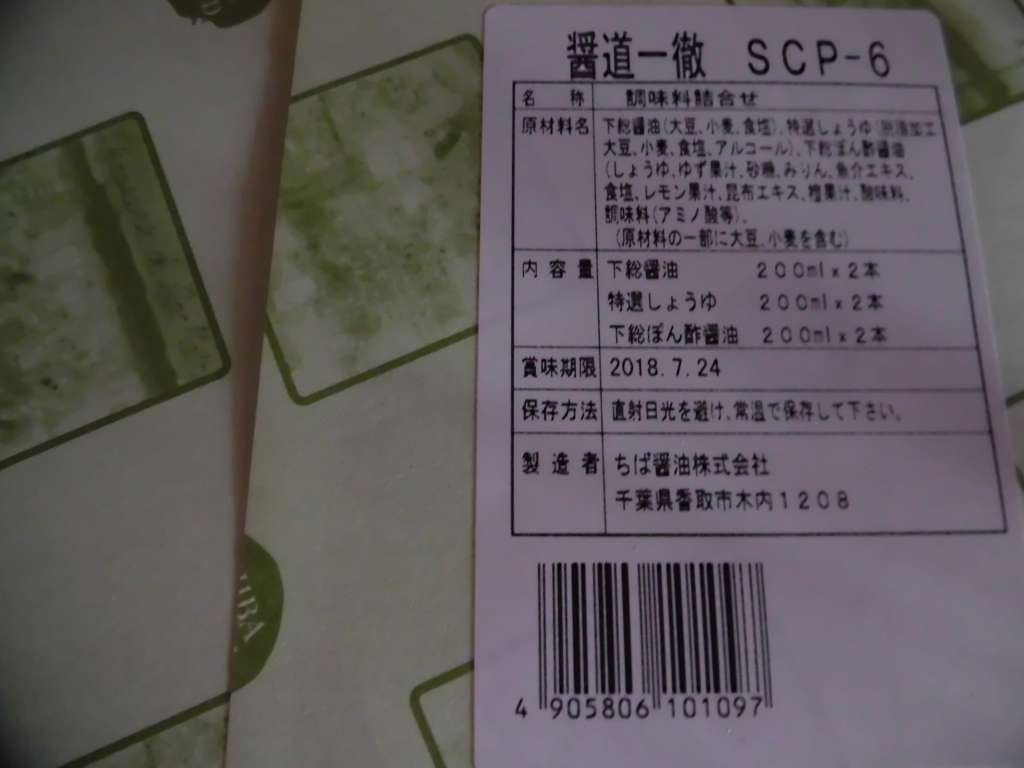 醤道一徹 SCP-6
名称 調味料詰合せ
原材料名 下総醤油(大豆、小麦、食塩)、特選しょうゆ(脱脂加工
大豆、小麦、食塩、アルコール)、下総ぽん酢醤油
(しょうゆ、ゆず果汁、砂糖、みりん、魚介エキス、
食塩、レモン果汁、昆布エキス、橙果汁、酸味料、
調味料(アミノ酸等)、
(原材料の一部に大豆、小麦を含む)
内容量 下総醤油 200ml x 2本
特選しょうゆ 200ml x 2本
下総ぽん酢醤油 200ml x 2本
賞味期限 2018.7.24
保存方法 直射日光を避け、常温で保存して下さい。
製造者 ちば醤油株式会社
千葉県香取市木内1208
4 905806 101097